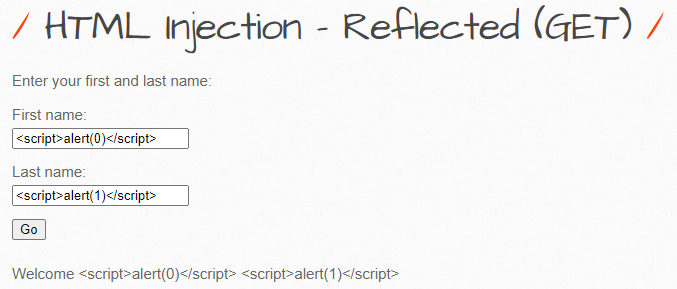 / HTML Injection - Reflected (GET) /
Enter your first and last name:
First name:
<script>alert(0)</script>
Last name:
<script>alert(1)</script>
Go
Welcome <script>alert(0)</script> <script>alert(1)</script>